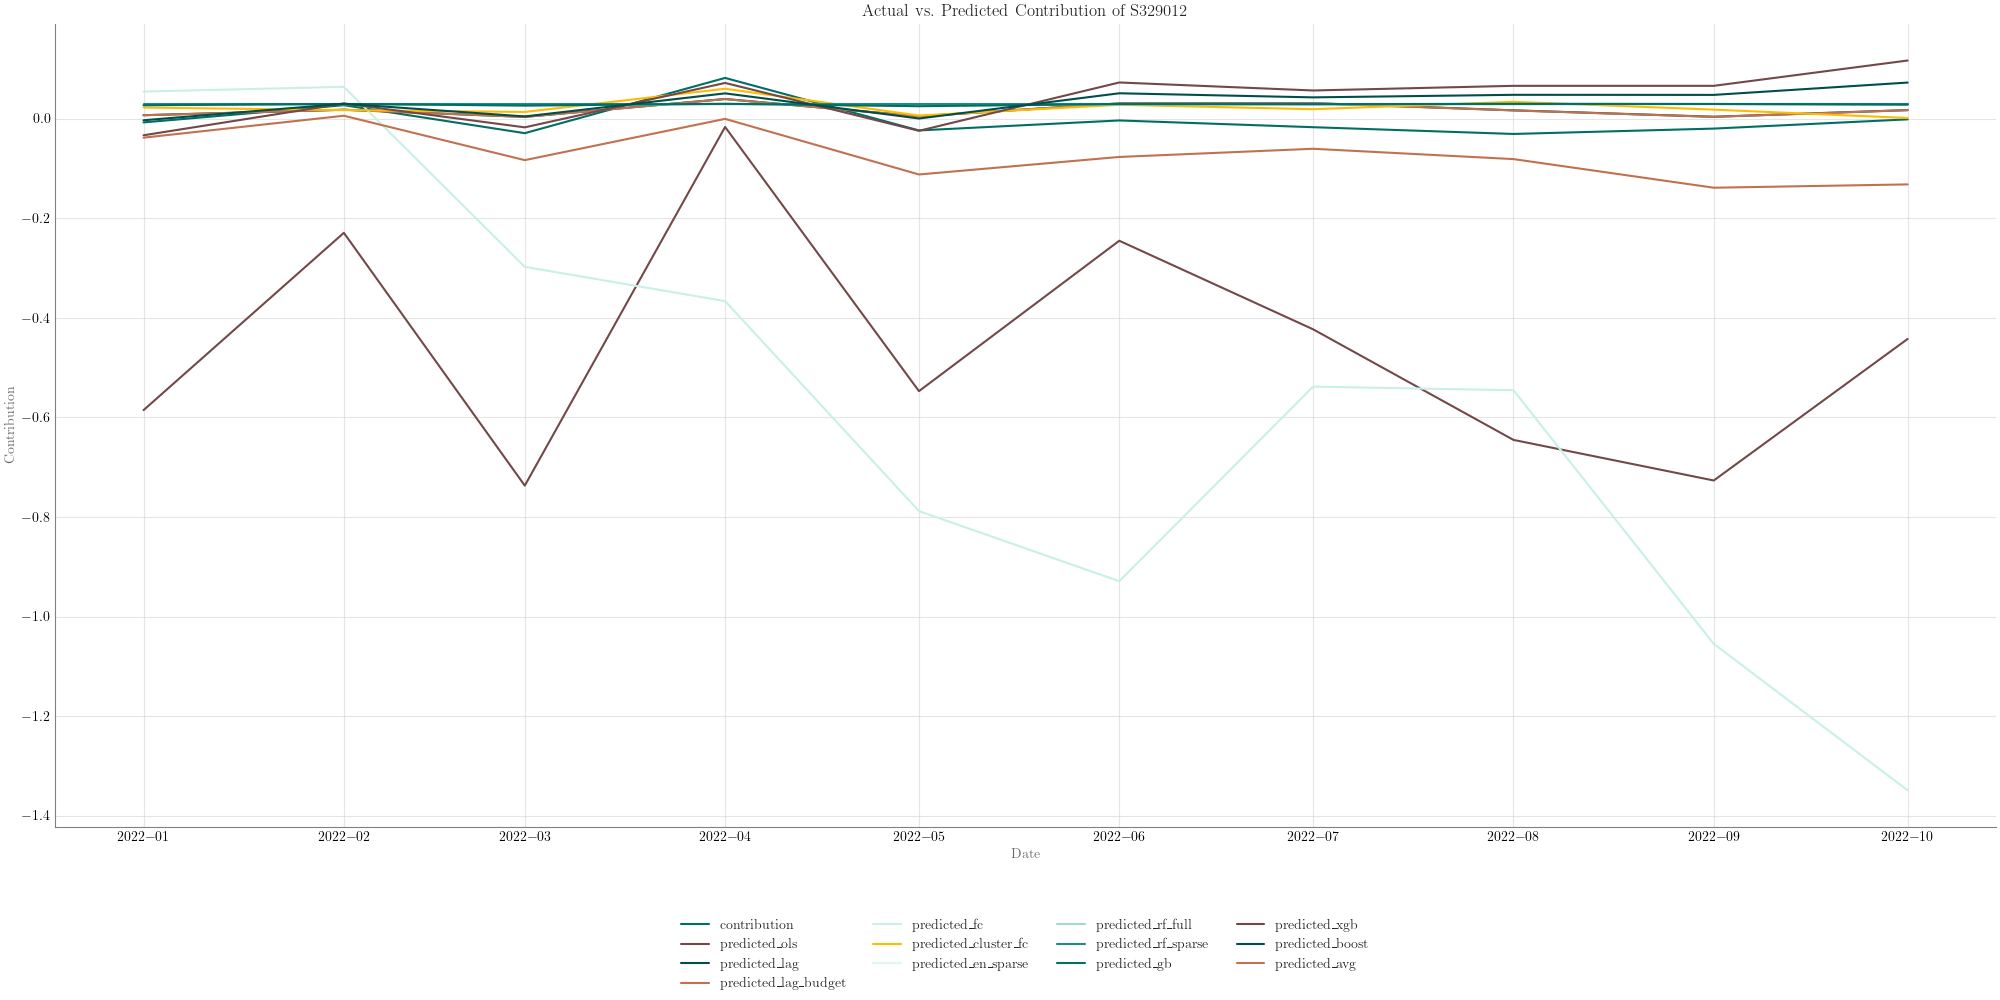 Actual vs. Predicted Contribution of S329012
0.0
−0.2
−0.4
−0.6
−0.8
−1.0
−1.2
−1.4
Contribution
2022−01 2022−02 2022−03 2022−04 2022−05 2022−06 2022−07 2022−08 2022−09 2022−10
Date
contribution predicted_fc predicted_rf_full predicted_xgb
predicted_ols predicted_cluster_fc predicted_rf_sparse predicted_boost
predicted_lag predicted_en_sparse predicted_gb predicted_avg
predicted_lag_budget